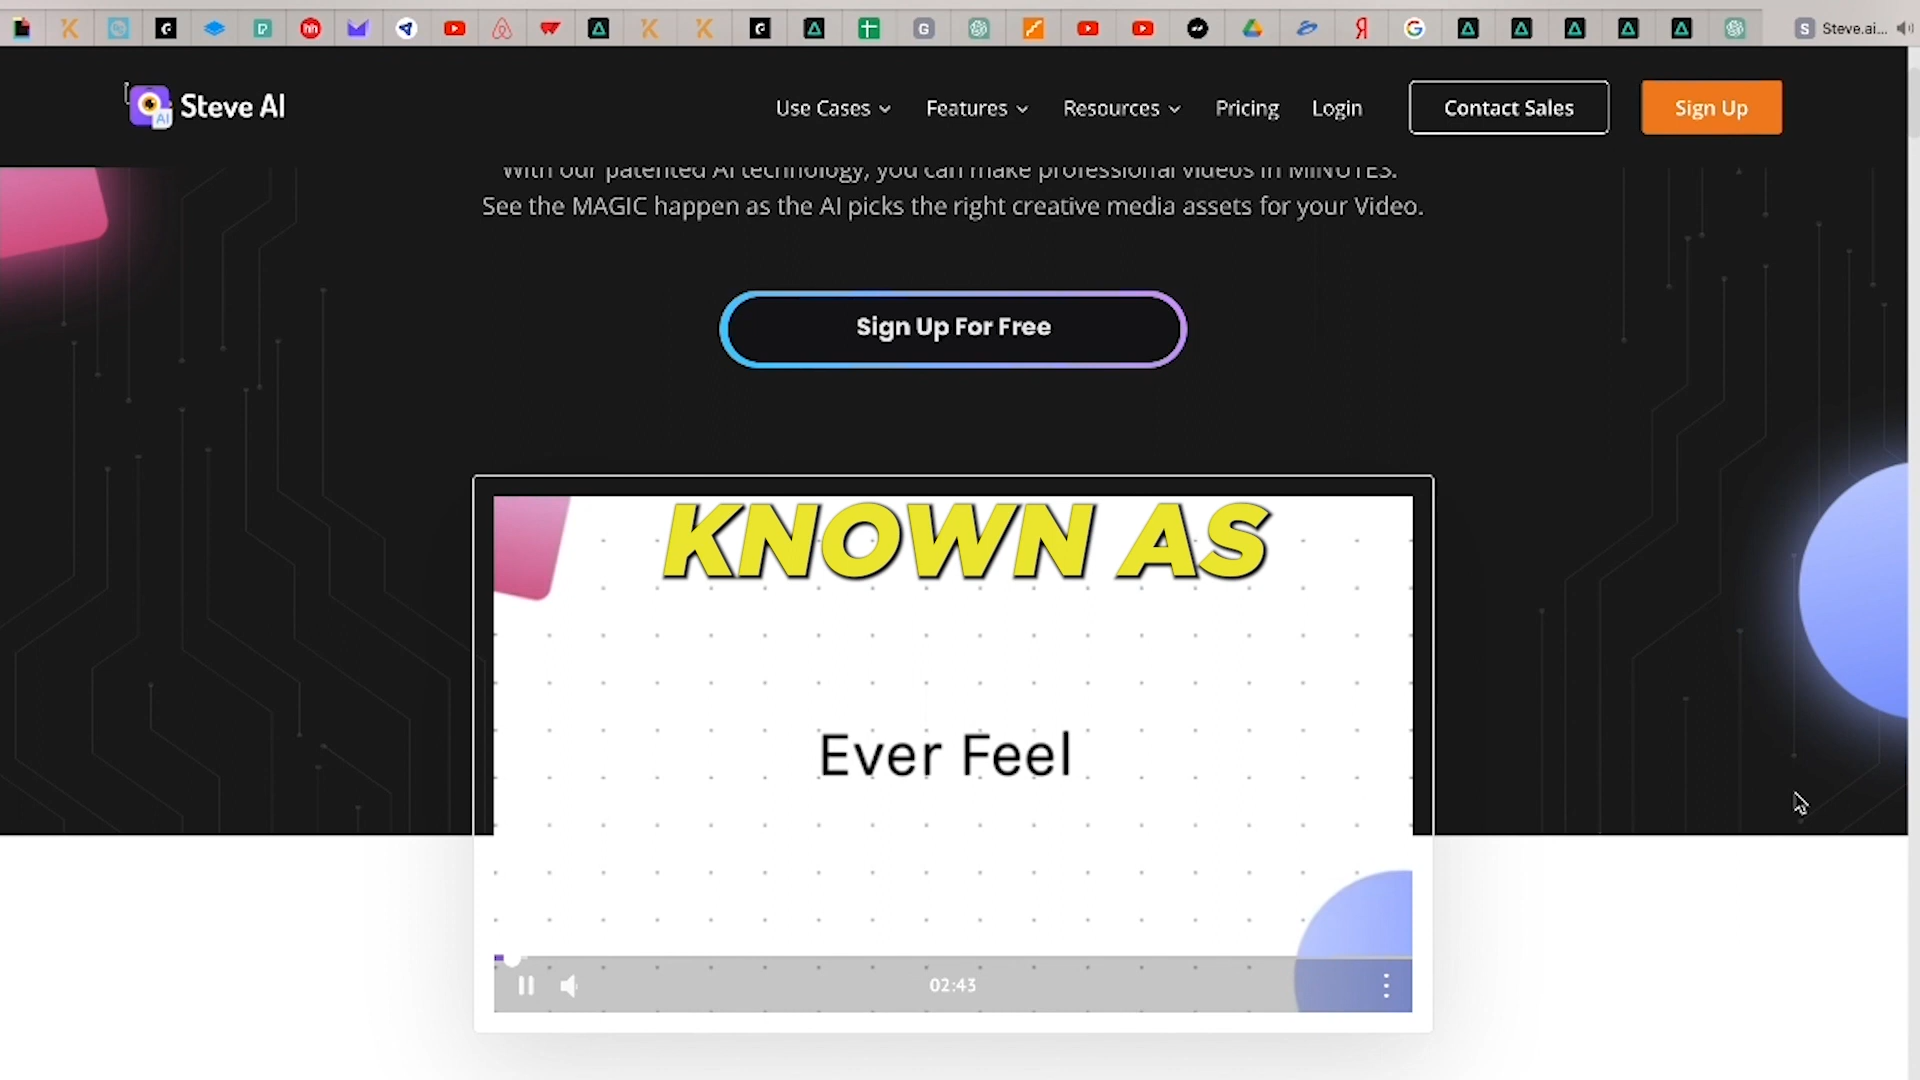 Steve.ai...
Steve AI
Use Cases
Features
Resources
Pricing
Login
Contact Sales
Sign Up
With our patented AI technology, you can make professional videos in MINUTES.
See the MAGIC happen as the AI picks the right creative media assets for your Video.
Sign Up For Free
KNOWN AS
Ever Feel
02:43